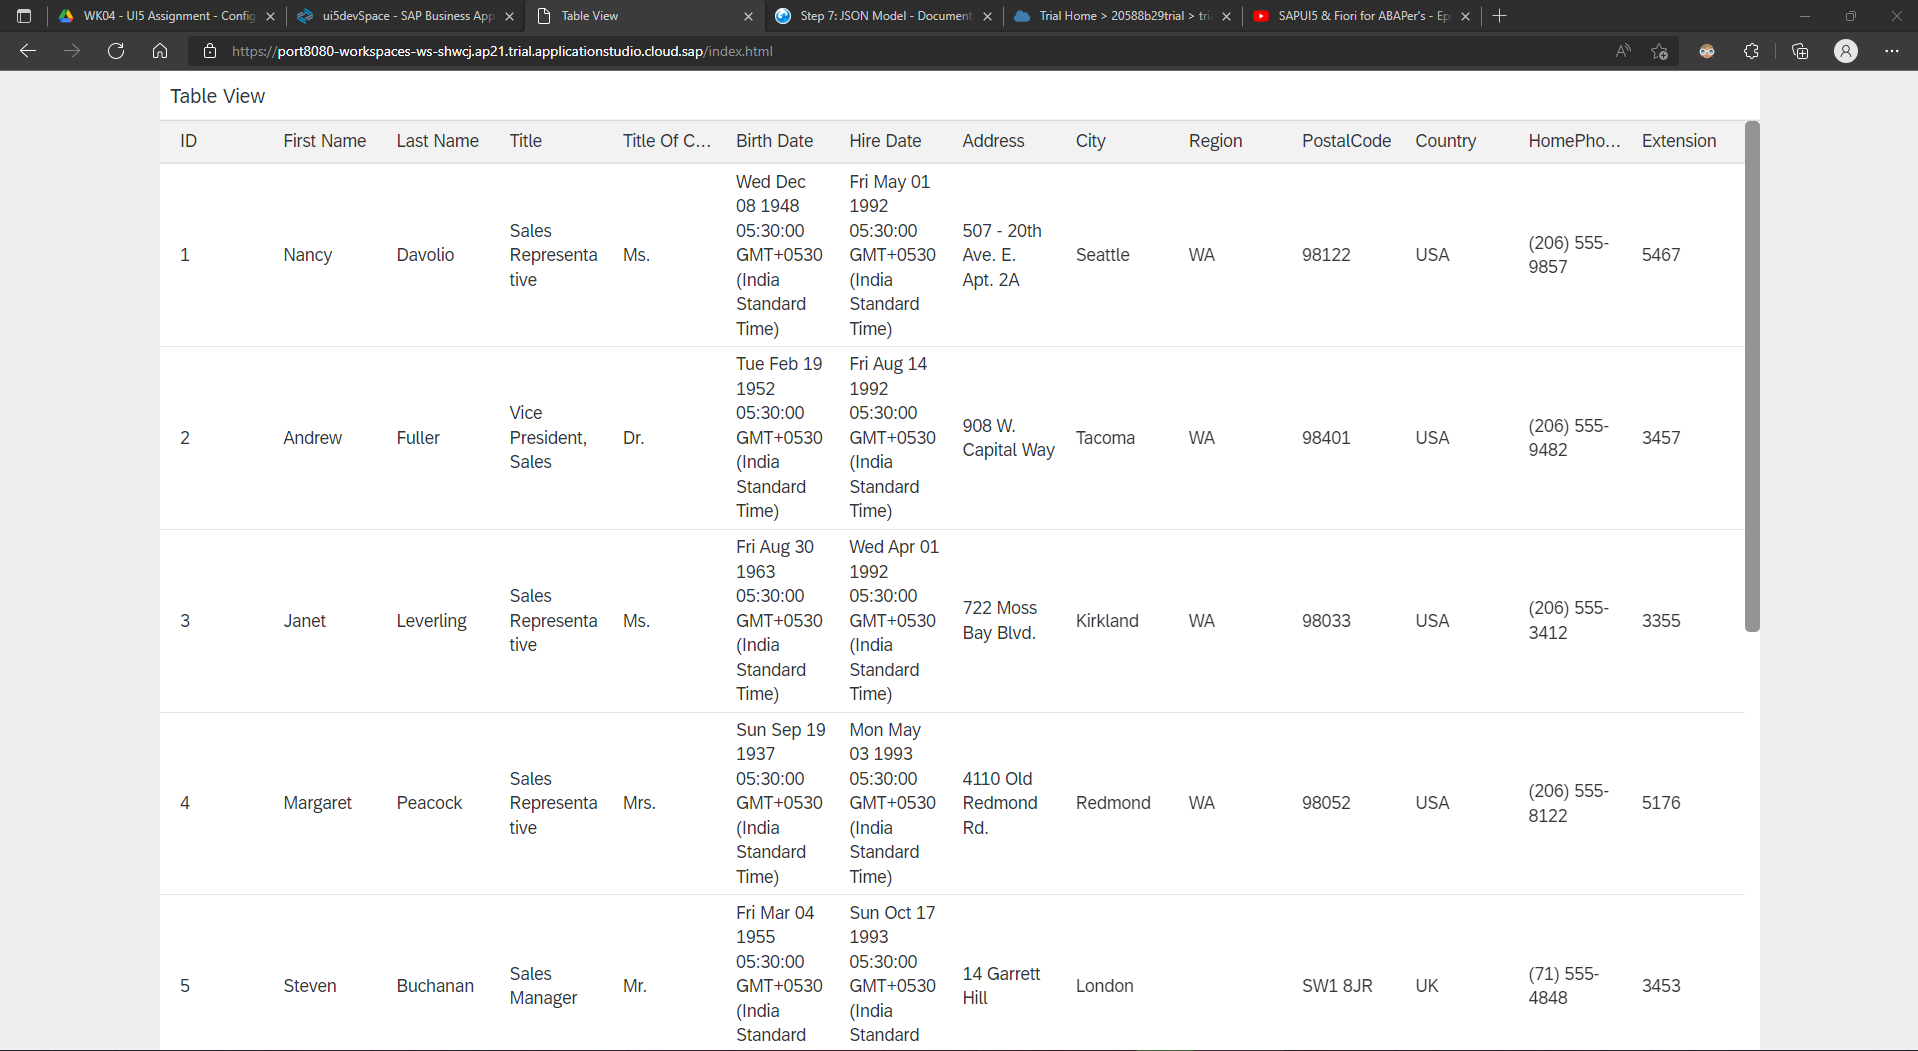 WK04 - UI5 Assignment - Config
ui5devSpace - SAP Business App
Table View
Step 7: JSON Model - Document
Trial Home > 20588b29trial > tri
SAPUI5 & Fiori for ABAPer's - Epi
https://port8080-workspaces-ws-shwcj.ap21.trial.applicationstudio.cloud.sap/index.html
Table View
ID First Name Last Name Title Title Of C... Birth Date Hire Date Address City Region PostalCode Country HomePho... Extension
1
Nancy
Davolio
Sales
Representa
tive
Ms.
Wed Dec
08 1948
05:30:00
GMT+0530
(India
Standard
Time)
Fri May 01
1992
05:30:00
GMT+0530
(India
Standard
Time)
507 - 20th
Ave. E.
Apt. 2A
Seattle
WA
98122
USA
(206) 555-
9857
5467
2
Andrew
Fuller
Vice
President,
Sales
Dr.
Tue Feb 19
1952
05:30:00
GMT+0530
(India
Standard
Time)
Fri Aug 14
1992
05:30:00
GMT+0530
(India
Standard
Time)
908 W.
Capital Way
Tacoma
WA
98401
USA
(206) 555-
9482
3457
3
Janet
Leverling
Sales
Representa
tive
Ms.
Fri Aug 30
1963
05:30:00
GMT+0530
(India
Standard
Time)
Wed Apr 01
1992
05:30:00
GMT+0530
(India
Standard
Time)
722 Moss
Bay Blvd.
Kirkland
WA
98033
USA
(206) 555-
3412
3355
4
Margaret
Peacock
Sales
Representa
tive
Mrs.
Sun Sep 19
1937
05:30:00
GMT+0530
(India
Standard
Time)
Mon May
03 1993
05:30:00
GMT+0530
(India
Standard
Time)
4110 Old
Redmond
Rd.
Redmond
WA
98052
USA
(206) 555-
8122
5176
5
Steven
Buchanan
Sales
Manager
Mr.
Fri Mar 04
1955
05:30:00
GMT+0530
(India
Standard
Sun Oct 17
1993
05:30:00
GMT+0530
(India
Standard
14 Garrett
Hill
London
SW1 8JR
UK
(71) 555-
4848
3453